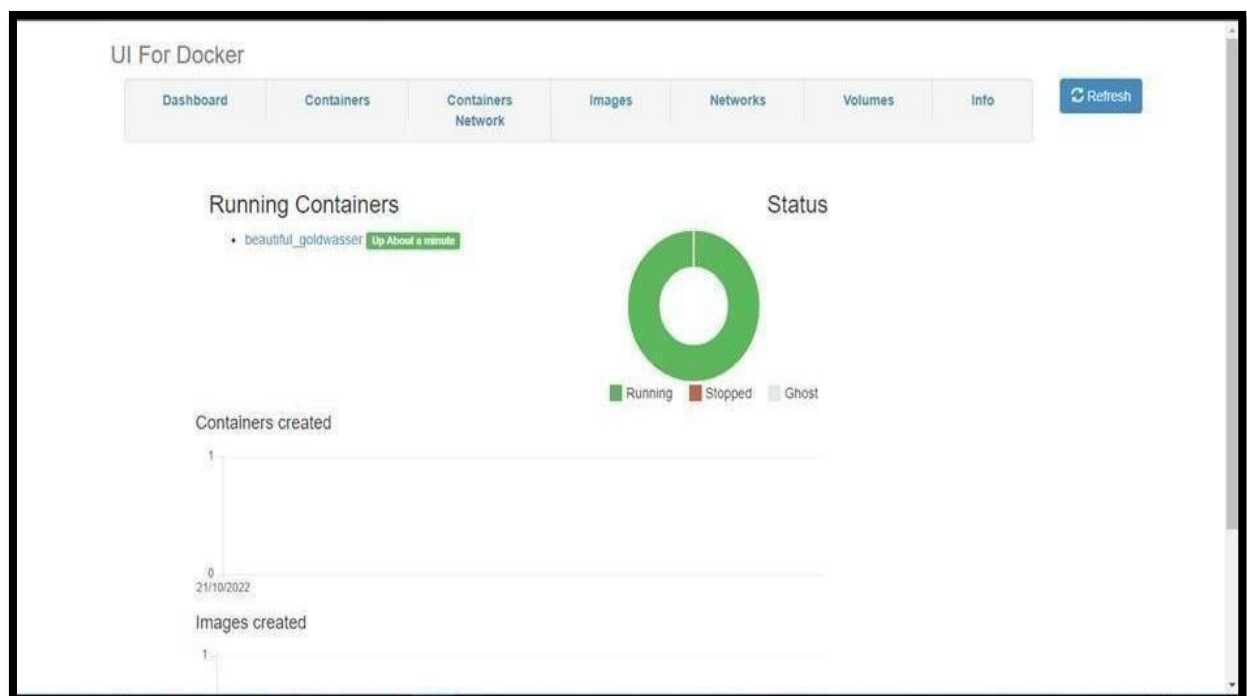 UI For Docker
Dashboard
Containers
Containers
Network
Images
Networks
Volumes
Info
Refresh
Running Containers
beautiful_goldwasser Up About a minute
Status
Running Stopped Ghost
Containers created
1
0
21/10/2022
Images created
1